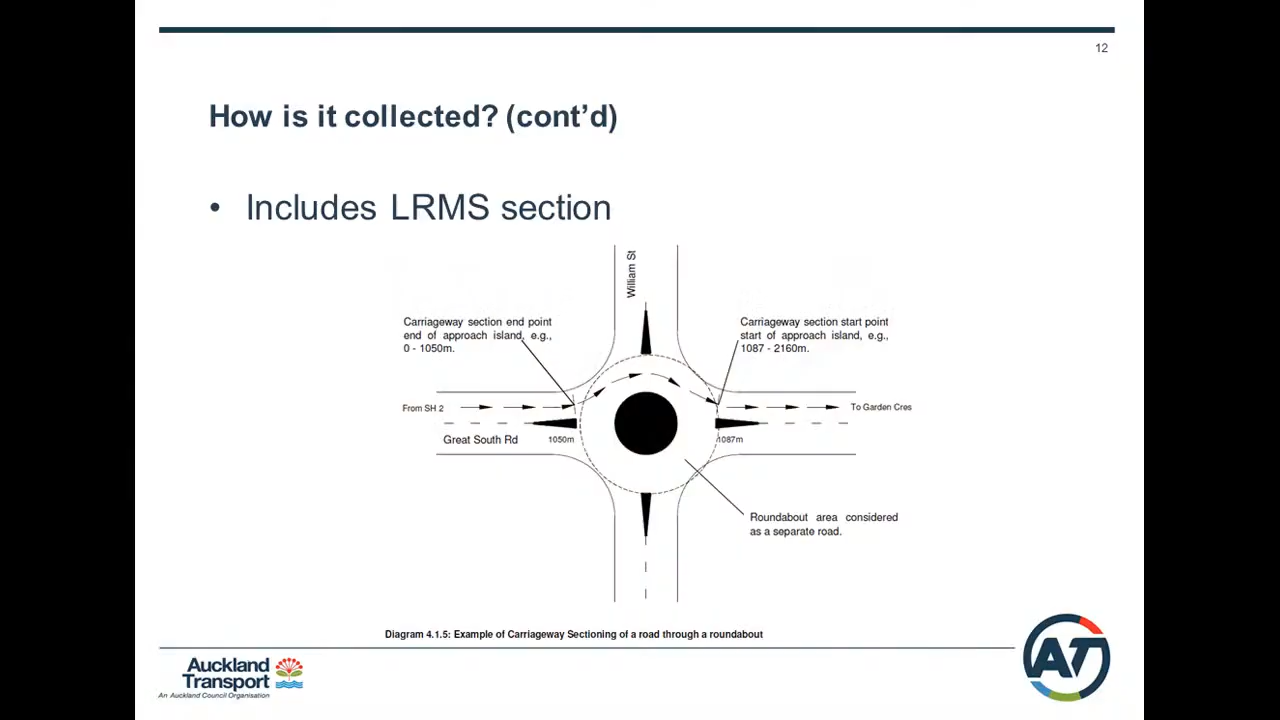 12
How is it collected? (cont’d)
• Includes LRMS section
William St
Carriageway section end point
end of approach island, e.g.,
0 - 1050m.
Carriageway section start point
start of approach island, e.g.,
1087 - 2160m.
From SH 2
To Garden Cres
Great South Rd
1050m
1087m
Roundabout area considered
as a separate road.
Diagram 4.1.5: Example of Carriageway Sectioning of a road through a roundabout
Auckland
Transport
An Auckland Council Organisation
AT